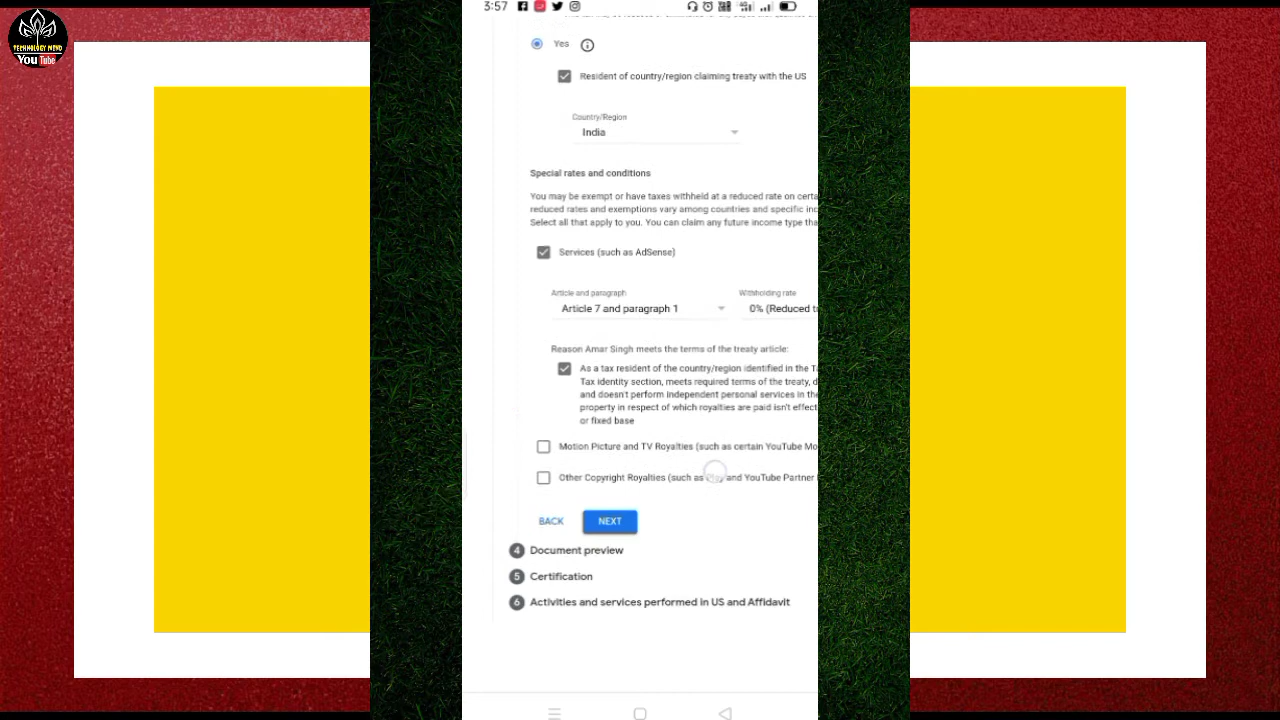 TECHNOLOGY
You Tube
3:57
Yes
Resident of country/region claiming treaty with the US
Country/Region
India
Special rates and conditions
You may be exempt or have taxes withheld at a reduced rate on certa
reduced rates and exemptions vary among countries and specific inc
Select all that apply to you. You can claim any future income type tha
Services (such as AdSense)
Article and paragraph
Withholding rate
Article 7 and paragraph 1
0% (Reduced t
Reason Amar Singh meets the terms of the treaty article:
As a tax resident of the country/region identified in the Ta
Tax identity section, meets required terms of the treaty, d
and doesn't perform independent personal services in the
property in respect of which royalties are paid isn't effect
or fixed base
Motion Picture and TV Royalties (such as certain YouTube Mo
Other Copyright Royalties (such as and YouTube Partner
BACK
NEXT
4 Document preview
5 Certification
6 Activities and services performed in US and Affidavit